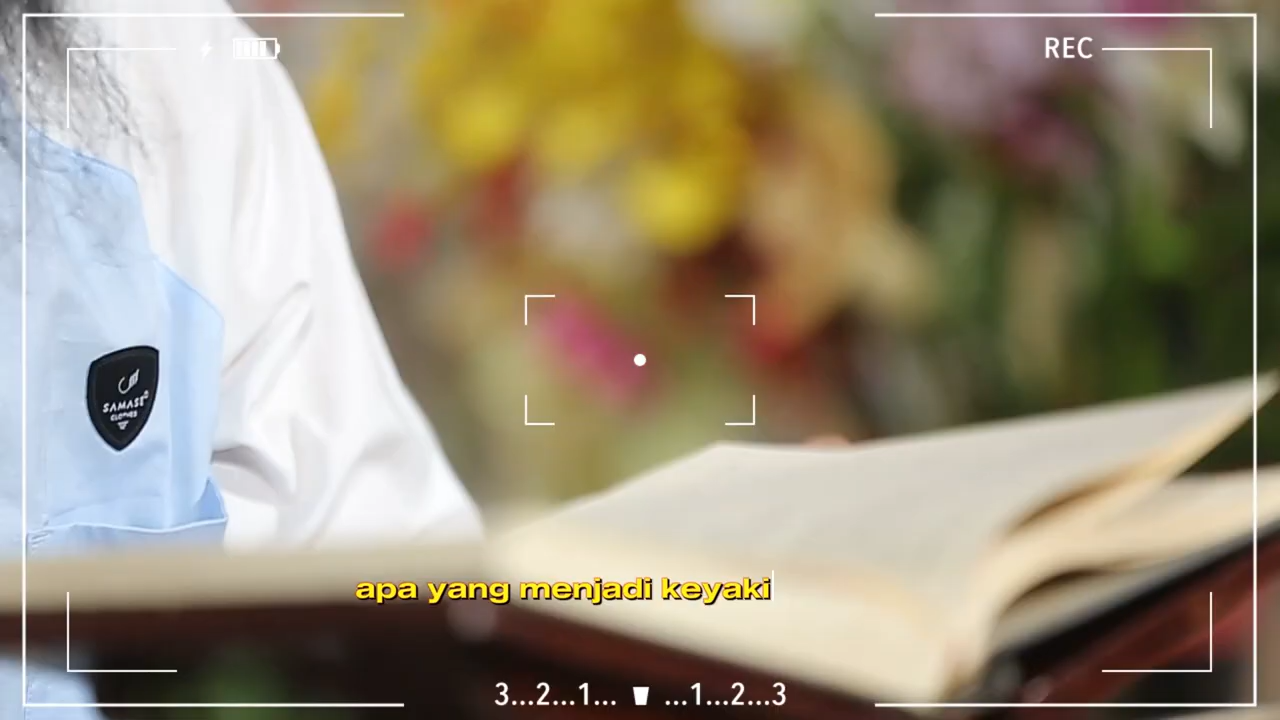 REC
SAMASE
CLOTHES
apa yang menjadi keyaki
3...2...1... ...1...2...3